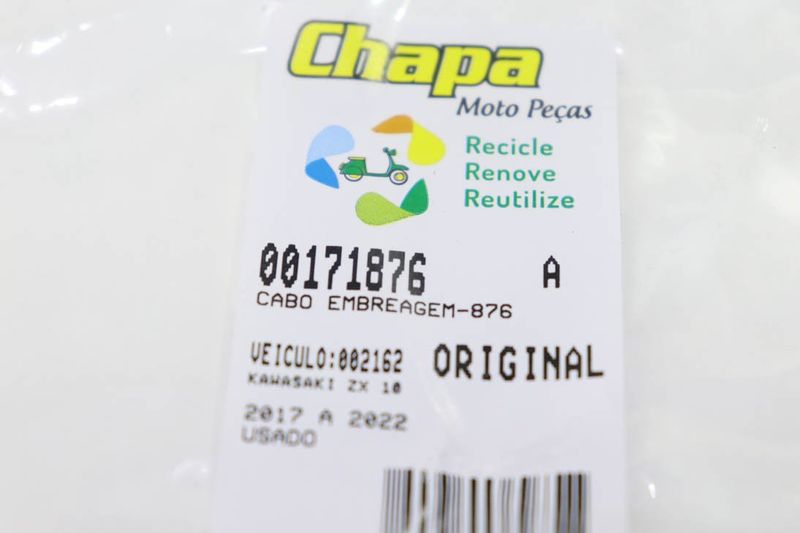 Chapa
Moto Peças
Recicle
Renove
Reutilize
00171876 A
CABO EMBREAGEM-876
VEICULO:002162 ORIGINAL
KAWASAKI ZX 10
2017 A 2022
USADO